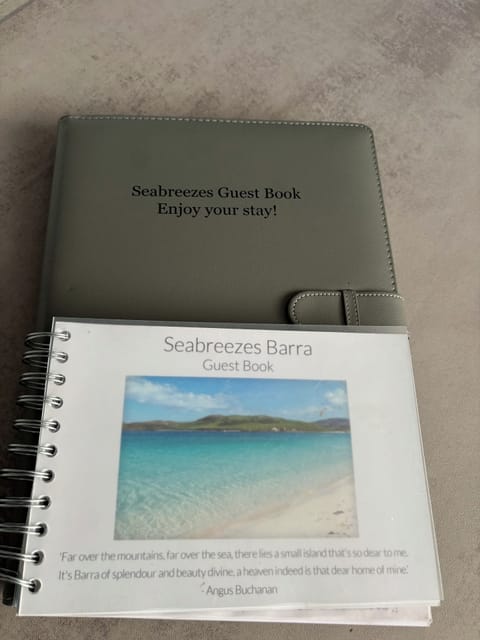 Seabreezes Guest Book
Enjoy your stay!
Seabreezes Barra
Guest Book
'Far over the mountains, far over the sea, there lies a small island that's so dear to me.
It's Barra of splendour and beauty divine, a heaven indeed is that dear home of mine.'
- Angus Buchanan